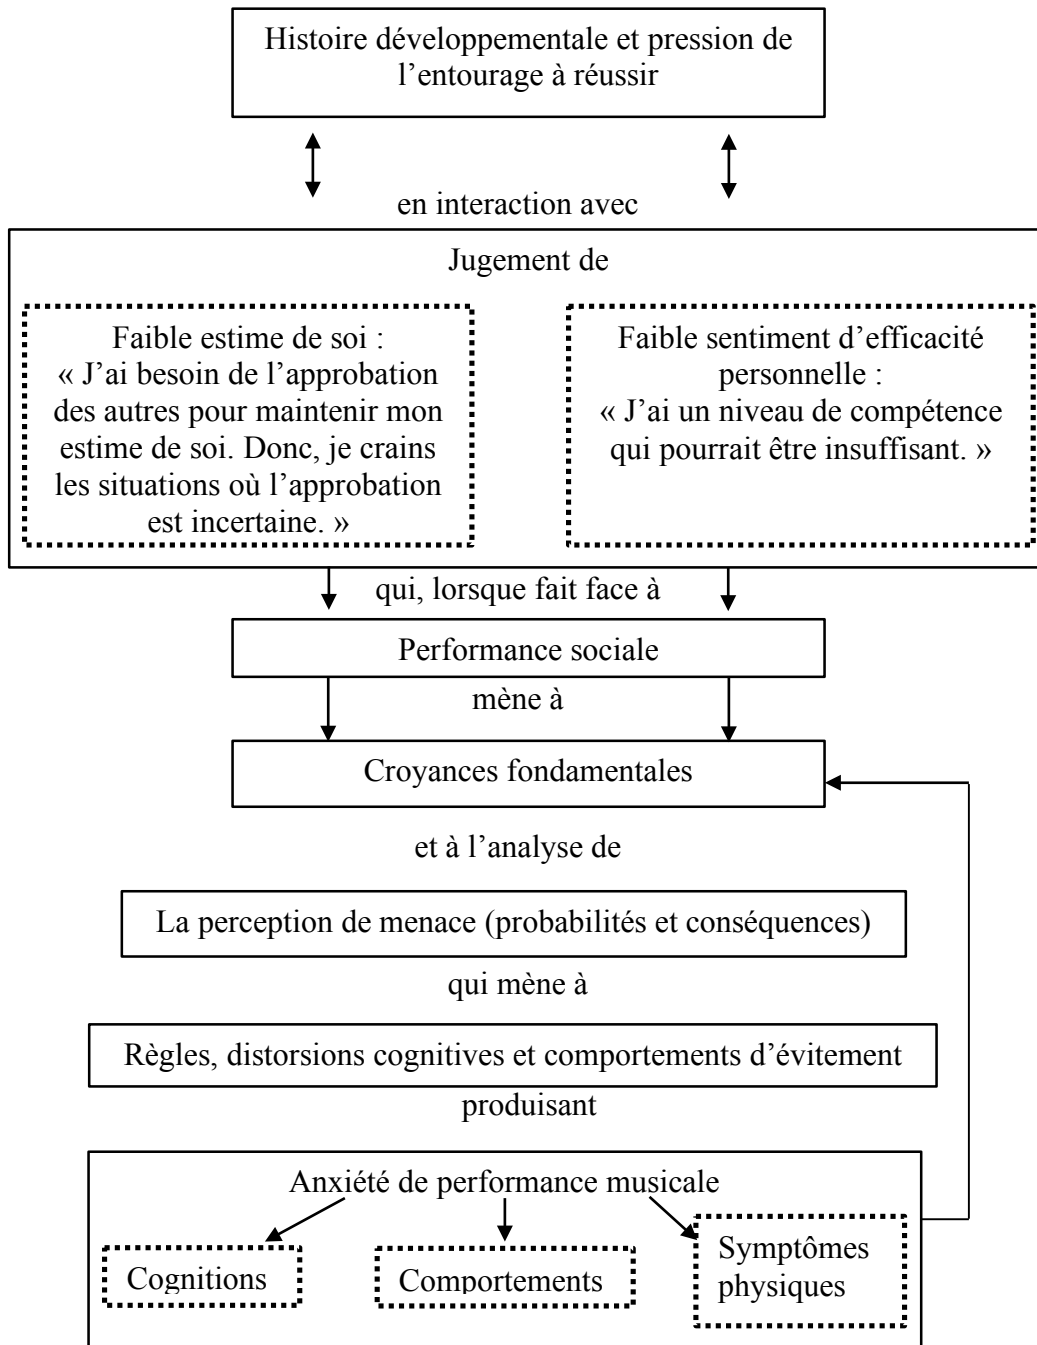 Histoire développementale et pression de
l’entourage à réussir
en interaction avec
Jugement de
Faible estime de soi :
« J’ai besoin de l’approbation
des autres pour maintenir mon
estime de soi. Donc, je crains
les situations où l’approbation
est incertaine. »
Faible sentiment d’efficacité
personnelle :
« J’ai un niveau de compétence
qui pourrait être insuffisant. »
qui, lorsque fait face à
Performance sociale
mène à
Croyances fondamentales
et à l’analyse de
La perception de menace (probabilités et conséquences)
qui mène à
Règles, distorsions cognitives et comportements d’évitement
produisant
Anxiété de performance musicale
Cognitions
Comportements
Symptômes
physiques